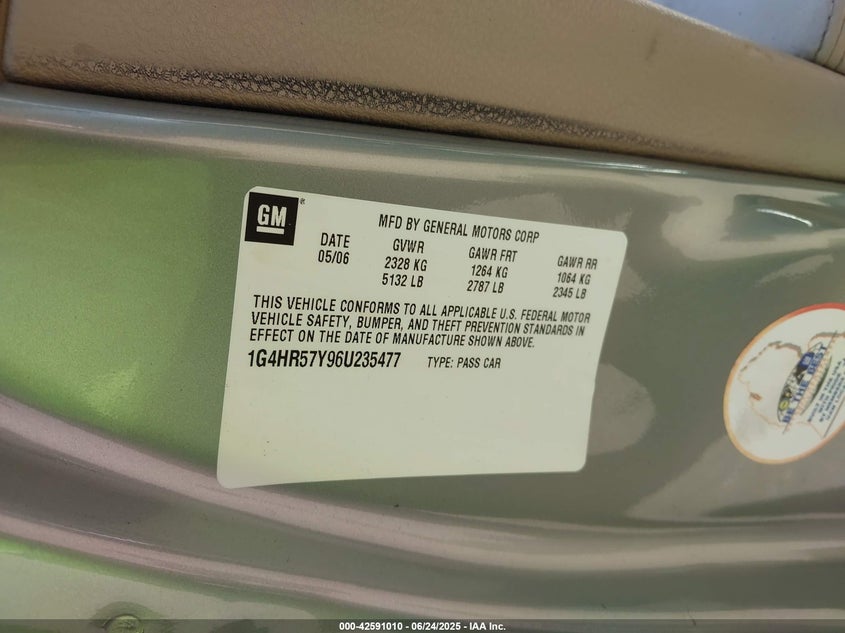 GM
MFD BY GENERAL MOTORS CORP
DATE GVWR GAWR FRT GAWR RR
05/06 2328 KG 1264 KG 1064 KG
5132 LB 2787 LB 2345 LB
THIS VEHICLE CONFORMS TO ALL APPLICABLE U.S. FEDERAL MOTOR
VEHICLE SAFETY, BUMPER, AND THEFT PREVENTION STANDARDS IN
EFFECT ON THE DATE OF MANUFACTURE SHOWN ABOVE.
1G4HR57Y96U235477 TYPE: PASS CAR
BE THE BEST
000-42591010 - 06/24/2025 - IAA Inc.